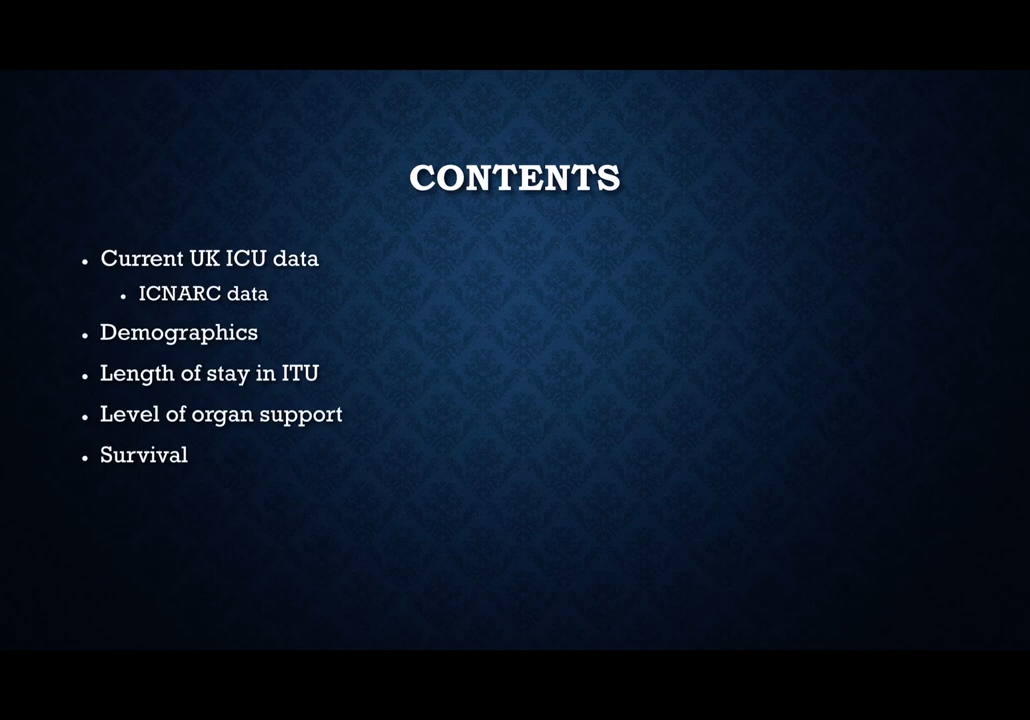 CONTENTS
• Current UK ICU data
• ICNARC data
• Demographics
• Length of stay in ITU
• Level of organ support
• Survival